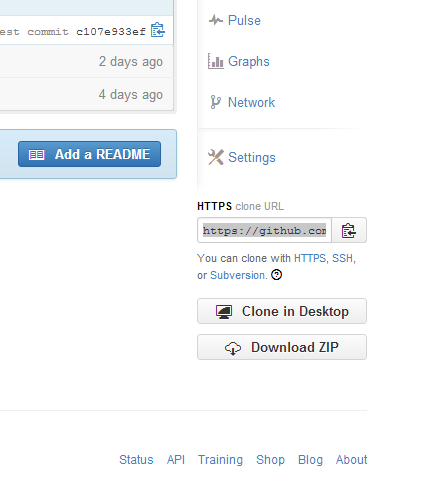 est commit c107e933ef
2 days ago
4 days ago
Add a README
Pulse
Graphs
Network
Settings
HTTPS clone URL
https://github.com
You can clone with HTTPS, SSH,
or Subversion. ?
Clone in Desktop
Download ZIP
Status API Training Shop Blog About